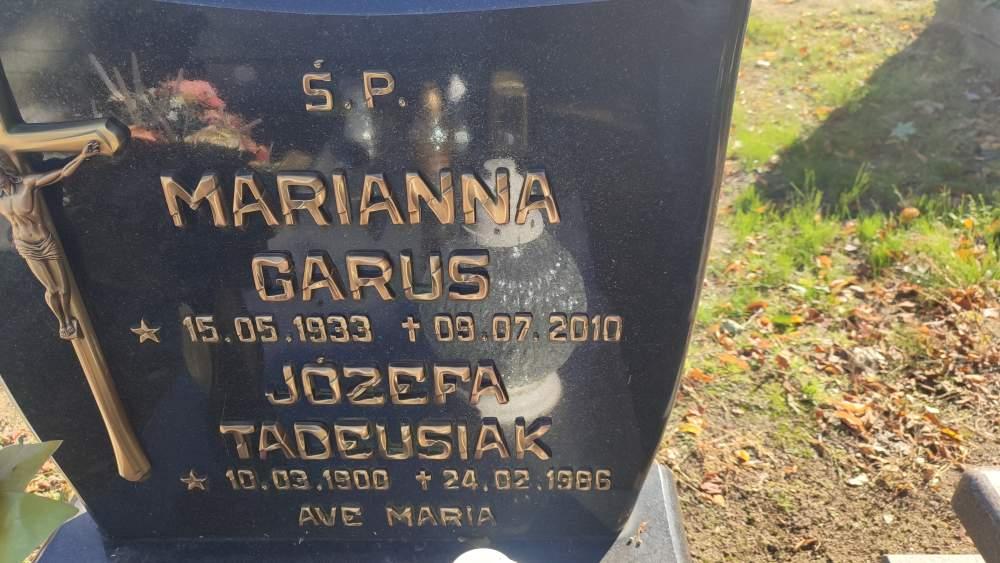 Ś.P.
MARIANNA
GARUS
15.05.1933 † 09.07.2010
JÓZEFA
TADEUSIAK
10.03.1900 † 24.02.1986
AVE MARIA